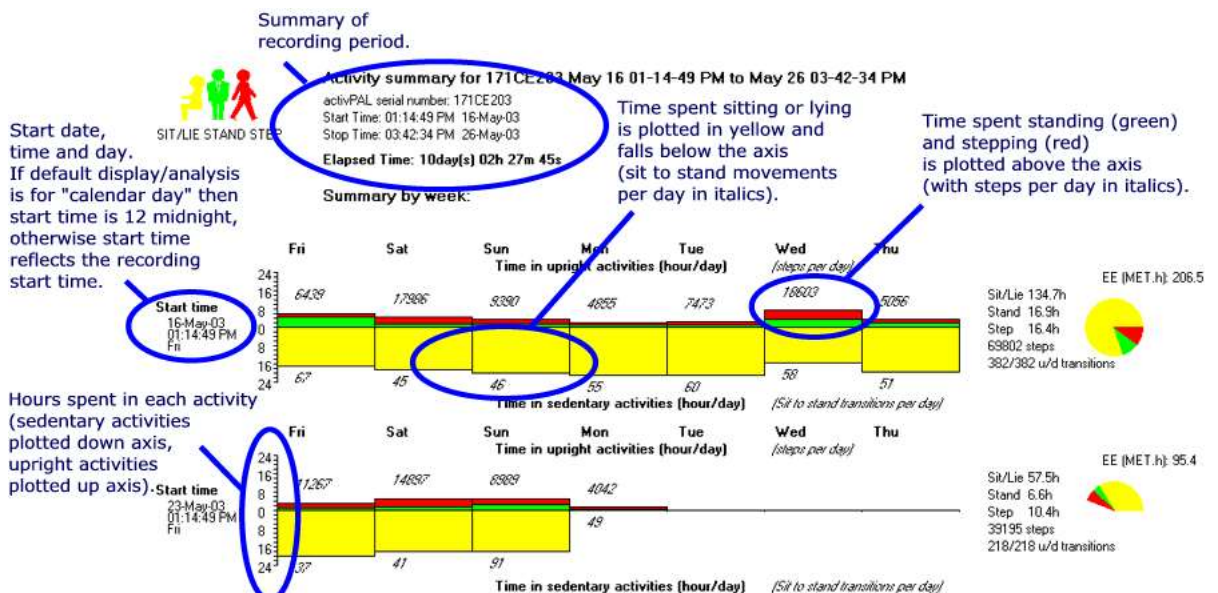 Summary of
recording period.
Activity summary for 171CE203 May 16 01-14-49 PM to May 26 03-42-34 PM
activPAL serial number: 171CE203
Start Time: 01:14:49 PM 16-May-03
Stop Time: 03:42:34 PM 26-May-03
Elapsed Time: 10day(s) 02h 27m 45s
Summary by week:
SIT/LIE STAND STEP
Start date,
time and day.
If default display/analysis
is for "calendar day" then
start time is 12 midnight,
otherwise start time
reflects the recording
start time.
Time spent sitting or lying
is plotted in yellow and
falls below the axis
(sit to stand movements
per day in italics).
Time spent standing (green)
and stepping (red)
is plotted above the axis
(with steps per day in italics).
Fri Sat Sun Mon Tue Wed Thu
Time in upright activities (hour/day) (steps per day)
24
16
8
0
8
16
24
6439 17986 9390 4855 7473 18603 5056
Start time
16-May-03
01:14:49 PM
Fri
67 45 46 55 60 58 51
Time in sedentary activities (hour/day) (Sit to stand transitions per day)
EE (MET.h): 206.5
Sit/Lie 134.7h
Stand 16.9h
Step 16.4h
69802 steps
382/382 u/d transitions
Hours spent in each activity
(sedentary activities
plotted down axis,
upright activities
plotted up axis).
Fri Sat Sun Mon Tue Wed Thu
Time in upright activities (hour/day) (steps per day)
24
16
8
0
8
16
24
11267 14897 8989 4042
Start time
23-May-03
01:14:49 PM
Fri
37 41 91 49
Time in sedentary activities (hour/day) (Sit to stand transitions per day)
EE (MET.h): 95.4
Sit/Lie 57.5h
Stand 6.6h
Step 10.4h
39195 steps
218/218 u/d transitions